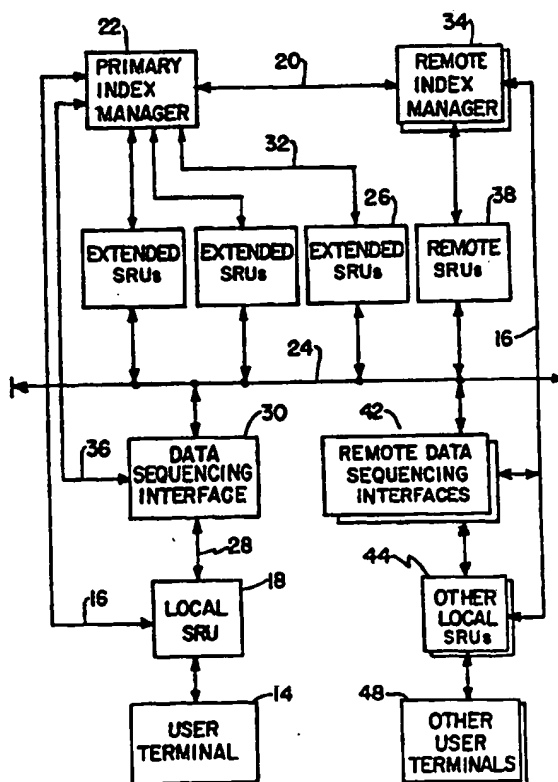 22
PRIMARY
INDEX
MANAGER
20
34
REMOTE
INDEX
MANAGER
32
26
38
EXTENDED
SRUs
EXTENDED
SRUs
EXTENDED
SRUs
REMOTE
SRUs
16
24
30
42
36
DATA
SEQUENCING
INTERFACE
REMOTE DATA
SEQUENCING
INTERFACES
28
18
44
16
LOCAL
SRU
OTHER
LOCAL
SRUs
14
48
USER
TERMINAL
OTHER
USER
TERMINALS